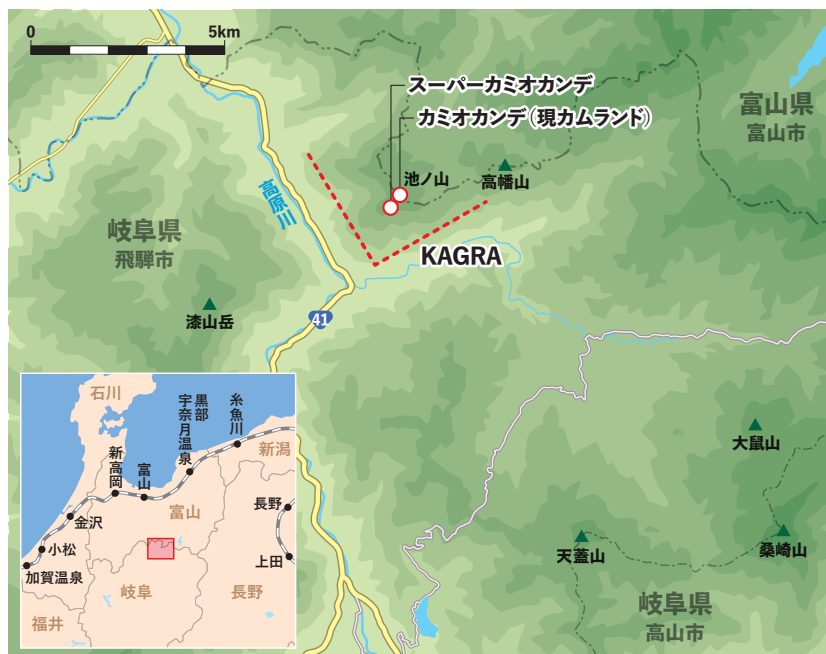 0
5km
スーパーカミオカンデ
カミオカンデ(現カムランド)
富山県
富山市
池ノ山
高幡山
高原川
岐阜県
飛騨市
KAGRA
漆山岳
41
大鼠山
天蓋山
桑崎山
岐阜県
高山市
石川
糸魚川
黒部
宇奈月温泉
新潟
新高岡
富山
富山
長野
金沢
小松
加賀温泉
上田
岐阜
長野
福井